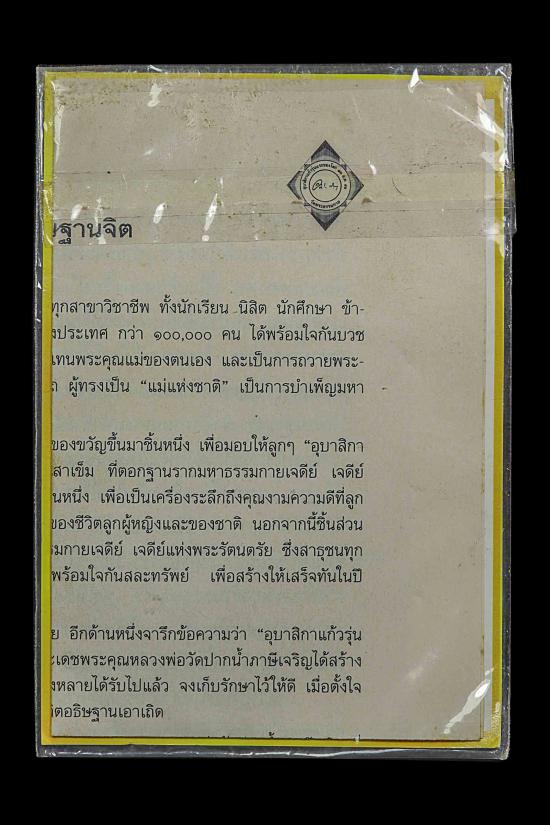 ษฐานจิต
ทุกสาขาวิชาชีพ ทั้งนักเรียน นิสิต นักศึกษา ข้า-
งประเทศ กว่า ๑๐๐,๐๐๐ คน ได้พร้อมใจกันบวช
แทนพระคุณแม่ของตนเอง และเป็นการถวายพระ-
ถ ผู้ทรงเป็น “แม่แห่งชาติ” เป็นการบำเพ็ญมหา
ของขวัญขึ้นมาชิ้นหนึ่ง เพื่อมอบให้ลูกๆ “อุบาสิกา
สาเข็ม ที่ตอกฐานรากมหาธรรมกายเจดีย์ เจดีย์
นหนึ่ง เพื่อเป็นเครื่องระลึกถึงคุณงามความดีที่ลูก
ของชีวิตลูกผู้หญิงและของชาติ นอกจากนี้ชิ้นส่วน
รมกายเจดีย์ เจดีย์แห่งพระรัตนตรัย ซึ่งสาธุชนทุก
พร้อมใจกันสละทรัพย์ เพื่อสร้างให้เสร็จทันในปี
ย อีกด้านหนึ่งจารึกข้อความว่า “อุบาสิกาแก้วรุ่น
ะเดชพระคุณหลวงพ่อวัดปากน้ำภาษีเจริญได้สร้าง
งหลายได้รับไปแล้ว จงเก็บรักษาไว้ให้ดี เมื่อตั้งใจ
ิตอธิษฐานเอาเถิด